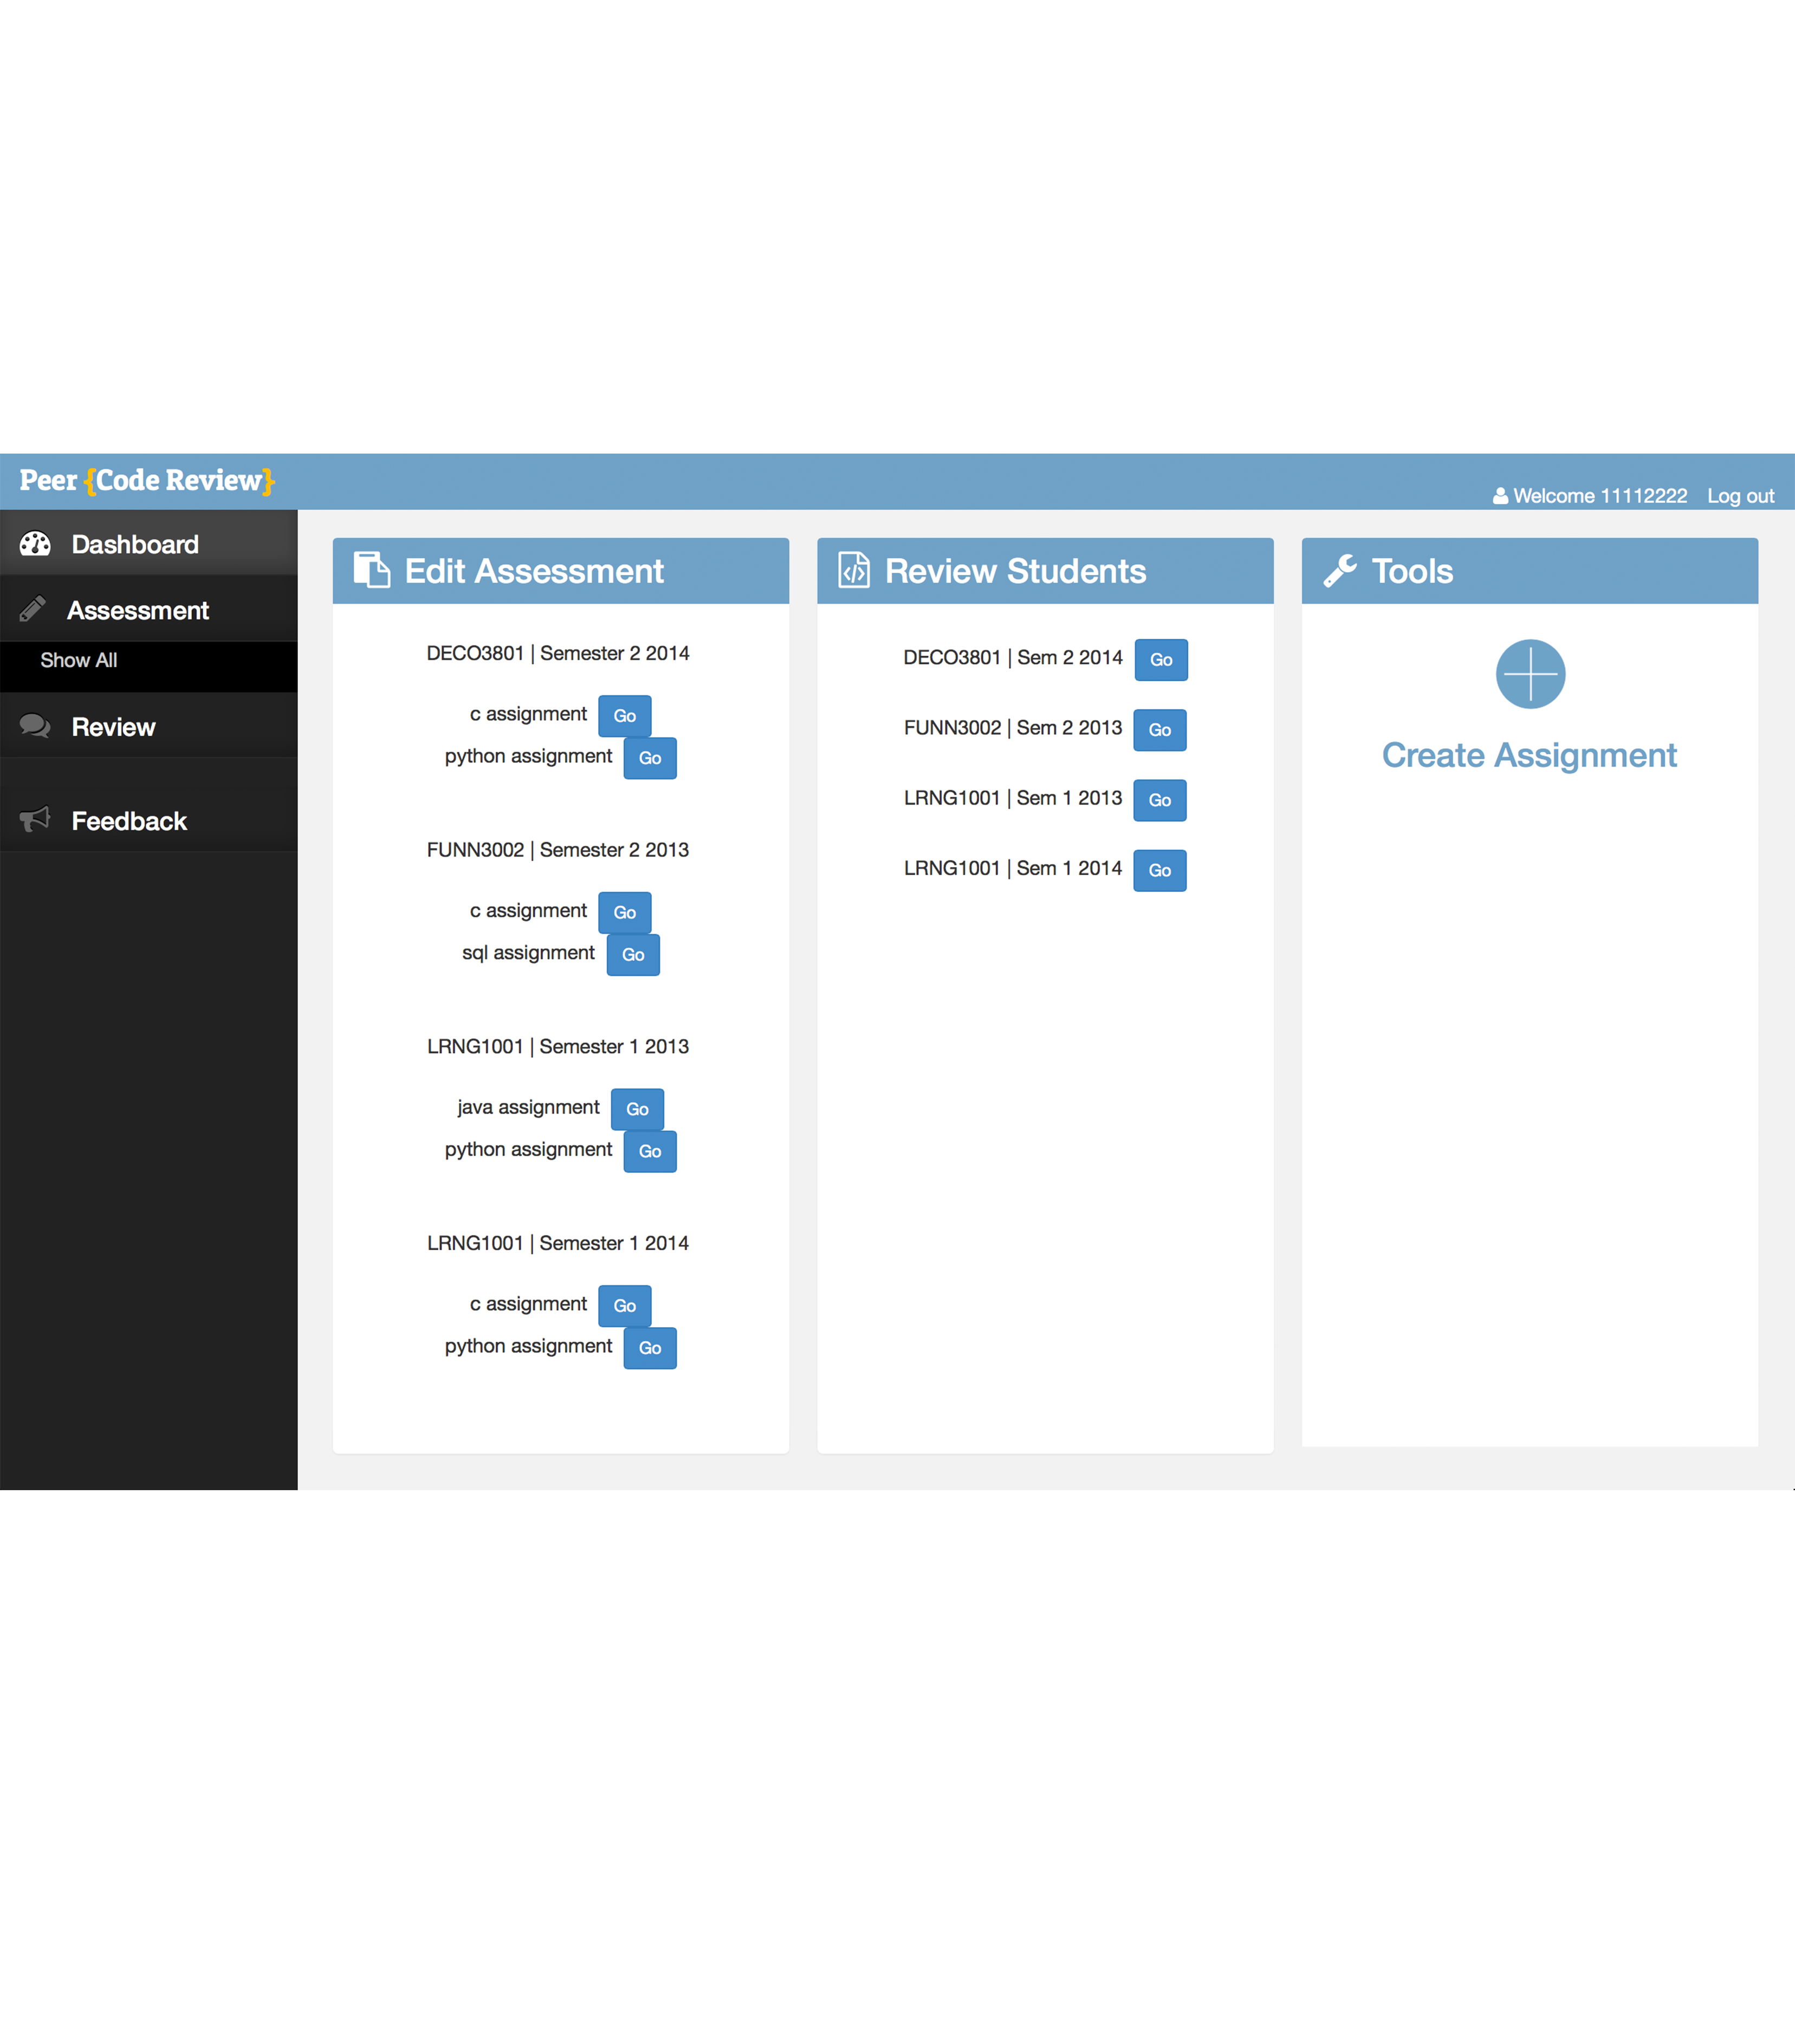 Peer {Code Review}
Welcome 11112222 Log out
Dashboard
Assessment
Show All
Review
Feedback
Edit Assessment
DECO3801 | Semester 2 2014
c assignment Go
python assignment Go
FUNN3002 | Semester 2 2013
c assignment Go
sql assignment Go
LRNG1001 | Semester 1 2013
java assignment Go
python assignment Go
LRNG1001 | Semester 1 2014
c assignment Go
python assignment Go
Review Students
DECO3801 | Sem 2 2014 Go
FUNN3002 | Sem 2 2013 Go
LRNG1001 | Sem 1 2013 Go
LRNG1001 | Sem 1 2014 Go
Tools
Create Assignment